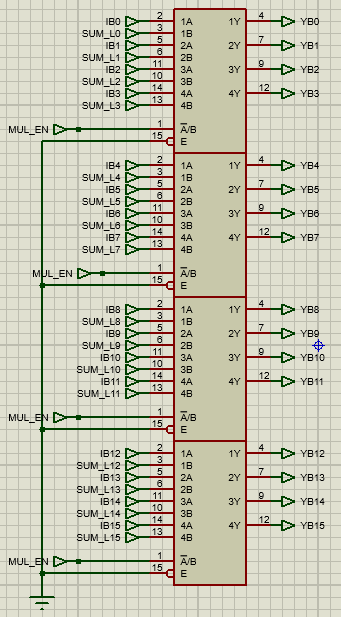 IB0 2 1A 1Y 4 YB0
SUM_L0 3 1B
IB1 5 2A 2Y 7 YB1
SUM_L1 6 2B
IB2 11 3A 3Y 9 YB2
SUM_L2 10 3B
IB3 14 4A 4Y 12 YB3
SUM_L3 13 4B
MUL_EN 1 A̅/B
15 E
IB4 2 1A 1Y 4 YB4
SUM_L4 3 1B
IB5 5 2A 2Y 7 YB5
SUM_L5 6 2B
IB6 11 3A 3Y 9 YB6
SUM_L6 10 3B
IB7 14 4A 4Y 12 YB7
SUM_L7 13 4B
MUL_EN 1 A̅/B
15 E
IB8 2 1A 1Y 4 YB8
SUM_L8 3 1B
IB9 5 2A 2Y 7 YB9
SUM_L9 6 2B
IB10 11 3A 3Y 9 YB10
SUM_L10 10 3B
IB11 14 4A 4Y 12 YB11
SUM_L11 13 4B
MUL_EN 1 A̅/B
15 E
IB12 2 1A 1Y 4 YB12
SUM_L12 3 1B
IB13 5 2A 2Y 7 YB13
SUM_L13 6 2B
IB14 11 3A 3Y 9 YB14
SUM_L14 10 3B
IB15 14 4A 4Y 12 YB15
SUM_L15 13 4B
MUL_EN 1 A̅/B
15 E